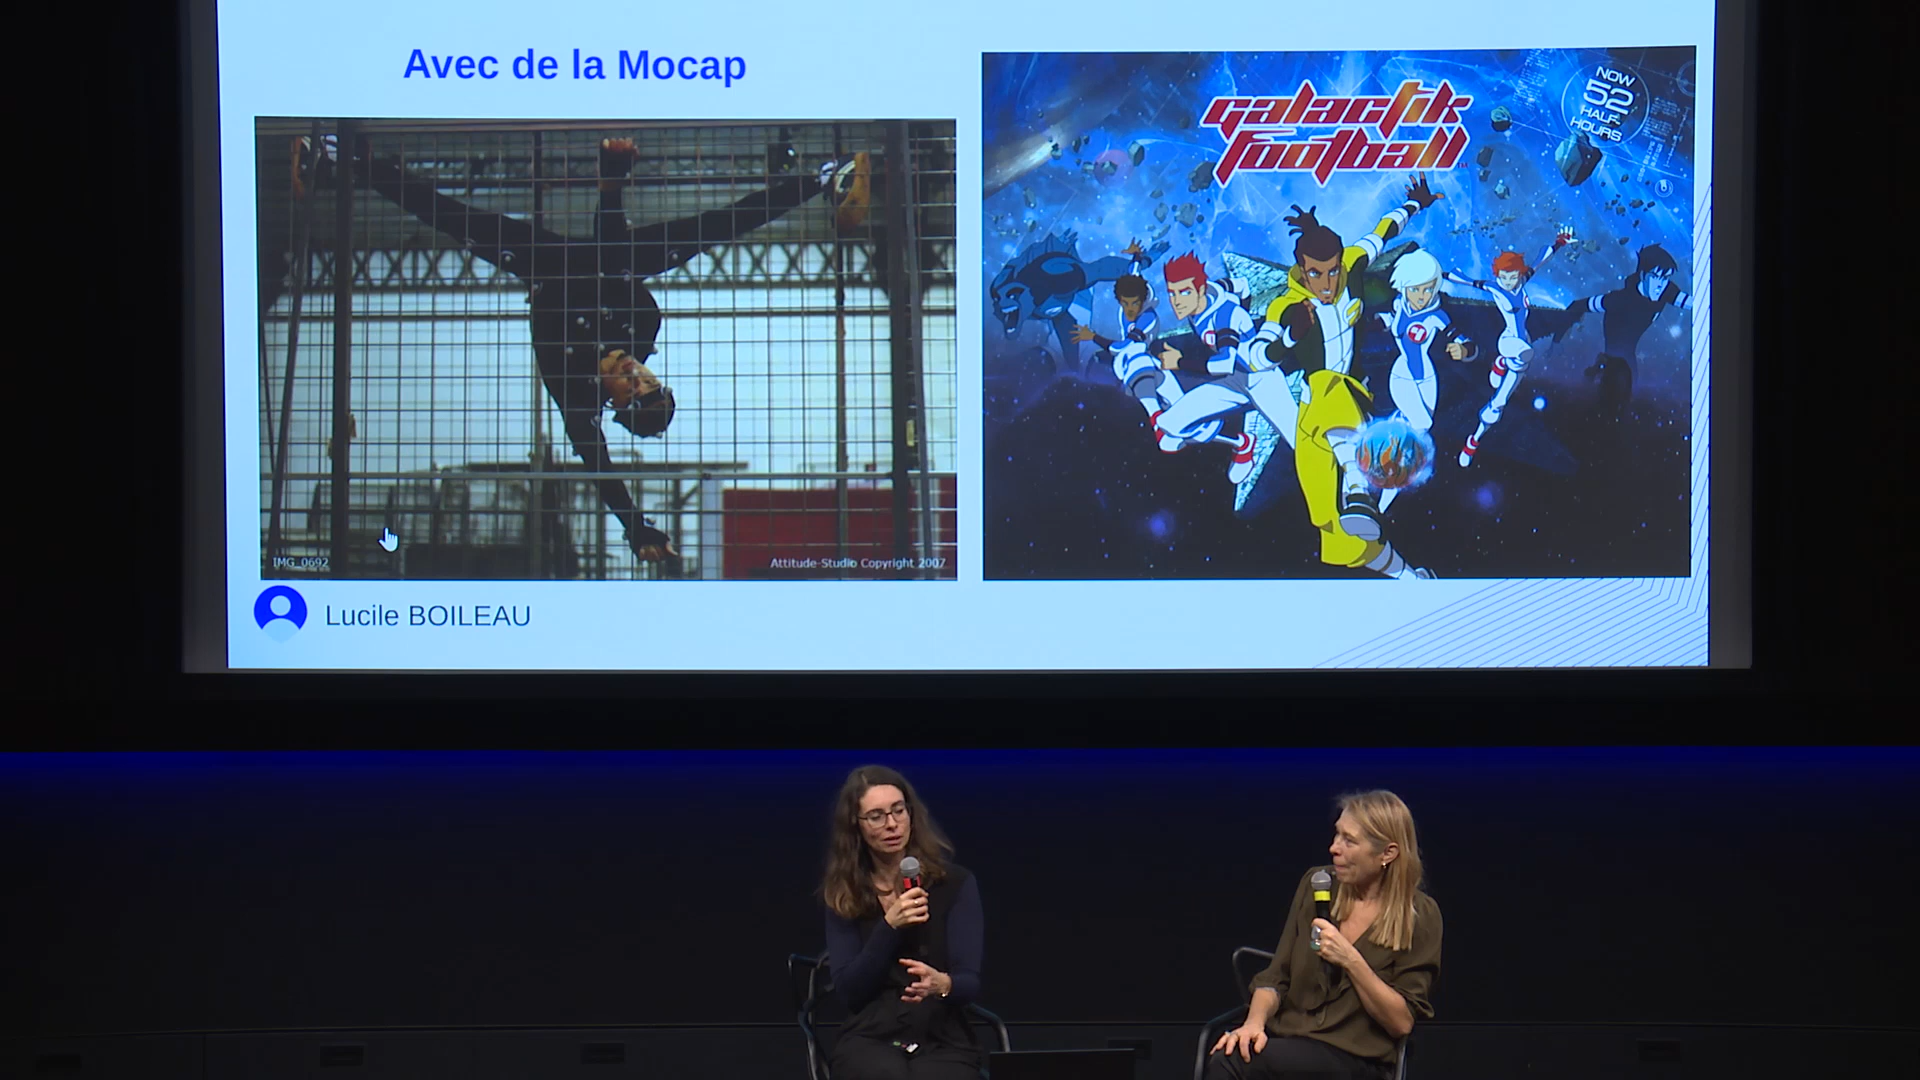 Avec de la Mocap
galactik
football
NOW
52
HALF-
HOURS
IMG_0692
Attitude-Studio Copyright 2007
Lucile BOILEAU